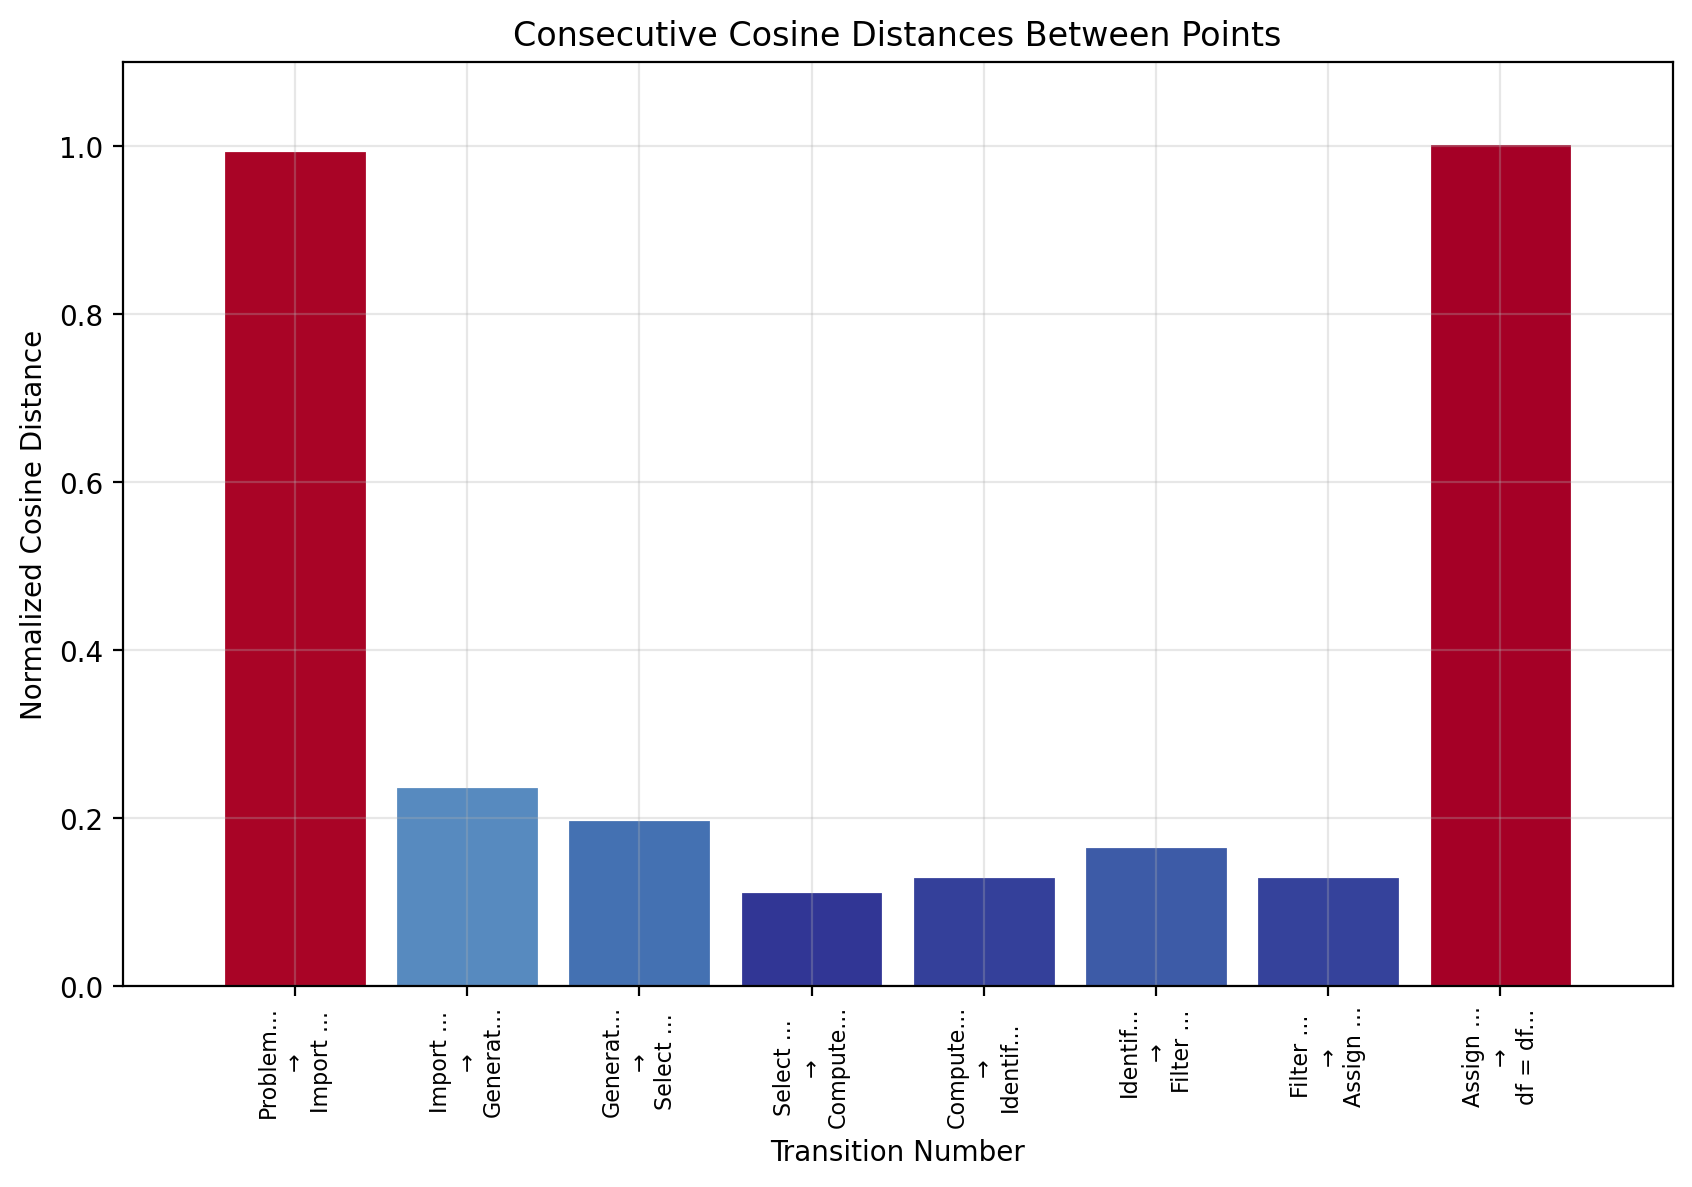 Consecutive Cosine Distances Between Points
Normalized Cosine Distance
1.0
0.8
0.6
0.4
0.2
0.0
Problem...
→
Import ...
Import ...
→
Generat...
Generat...
→
Select ...
Select ...
→
Compute...
Compute...
→
Identif...
Identif...
→
Filter ...
Filter ...
→
Assign ...
Assign ...
→
df = df...
Transition Number